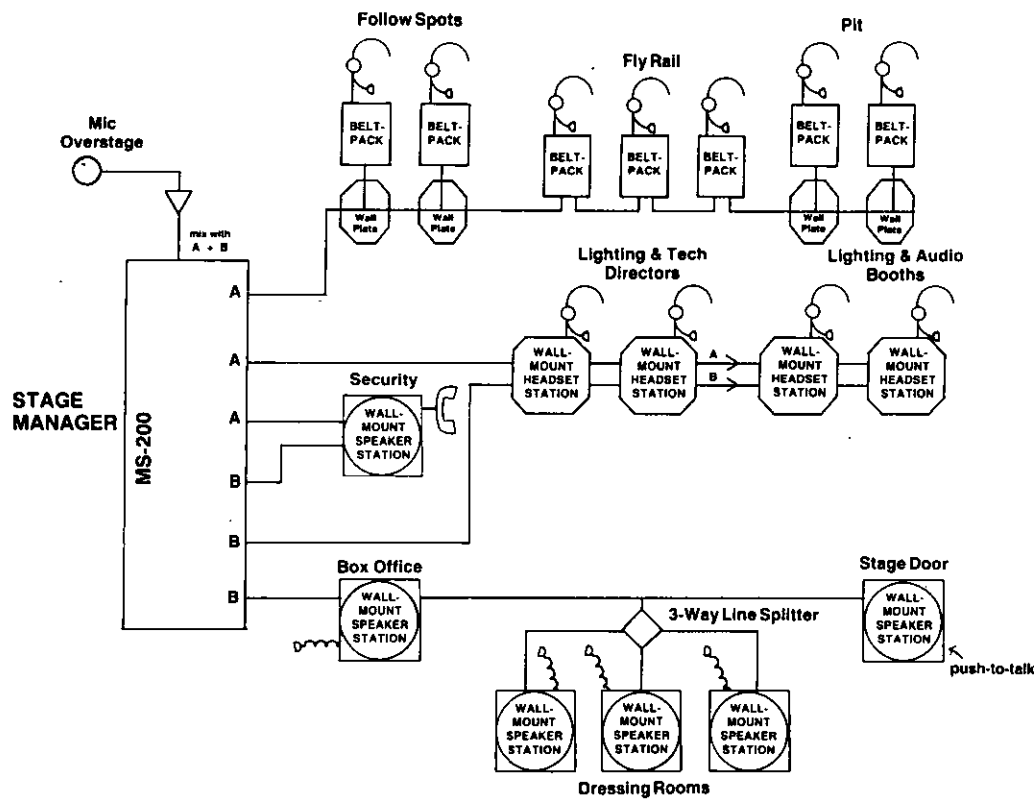 Follow Spots
Pit
Fly Rail
Mic
Overstage
BELT-
PACK
BELT-
PACK
BELT-
PACK
BELT-
PACK
BELT-
PACK
BELT-
PACK
BELT-
PACK
Wall
Plate
Wall
Plate
Wall
Plate
Wall
Plate
mix with
A + B
Lighting & Tech
Directors
Lighting & Audio
Booths
A
A
WALL-
MOUNT
HEADSET
STATION
WALL-
MOUNT
HEADSET
STATION
A
B
WALL-
MOUNT
HEADSET
STATION
WALL-
MOUNT
HEADSET
STATION
STAGE
MANAGER
MS-200
Security
A
WALL-
MOUNT
SPEAKER
STATION
B
B
Box Office
Stage Door
B
WALL-
MOUNT
SPEAKER
STATION
3-Way Line Splitter
WALL-
MOUNT
SPEAKER
STATION
push-to-talk
WALL-
MOUNT
SPEAKER
STATION
WALL-
MOUNT
SPEAKER
STATION
WALL-
MOUNT
SPEAKER
STATION
Dressing Rooms